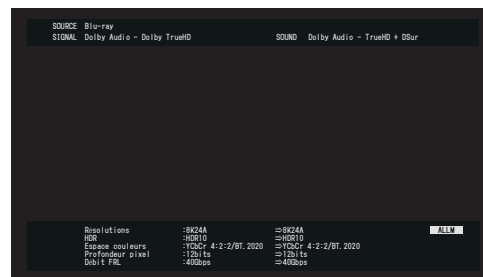 SOURCE Blu-ray
SIGNAL Dolby Audio - Dolby TrueHD SOUND Dolby Audio - TrueHD + DSur
Résolutions :8K24A ⇒8K24A ALLM
HDR :HDR10 ⇒HDR10
Espace couleurs :YCbCr 4:2:2/BT.2020 ⇒YCbCr 4:2:2/BT.2020
Profondeur pixel :12bits ⇒12bits
Débit FRL :40Gbps ⇒40Gbps